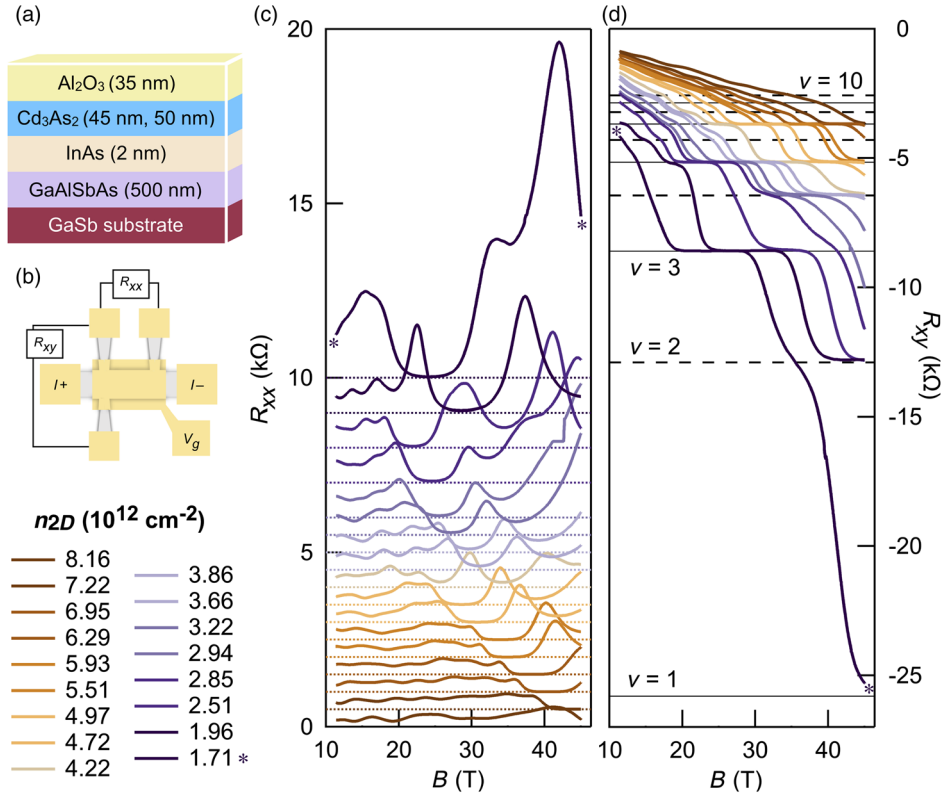 (a)
Al₂O₃ (35 nm)
Cd₃As₂ (45 nm, 50 nm)
InAs (2 nm)
GaAlSbAs (500 nm)
GaSb substrate
(b)
Rxx
Rxy
I+
I−
Vg
n2D (10¹² cm⁻²)
8.16
7.22
6.95
6.29
5.93
5.51
4.97
4.72
4.22
3.86
3.66
3.22
2.94
2.85
2.51
1.96
1.71 *
(c)
20
15
10
5
0
Rxx (kΩ)
*
*
10
20
30
40
B (T)
(d)
ν = 10
*
ν = 3
ν = 2
ν = 1
*
0
-5
-10
-15
-20
-25
Rxy (kΩ)
10
20
30
40
B (T)